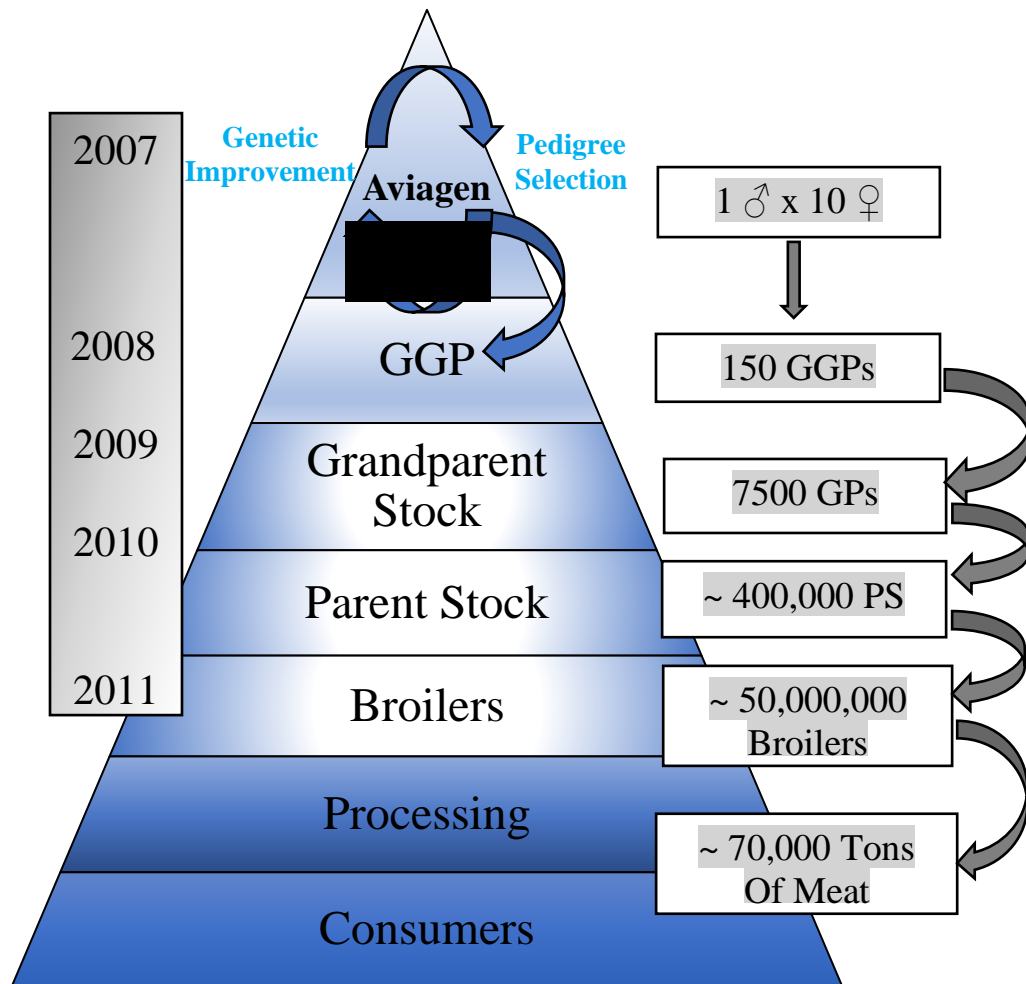 2007
2008
2009
2010
2011
Genetic
Improvement
Pedigree
Selection
Aviagen
GGP
Grandparent
Stock
Parent Stock
Broilers
Processing
Consumers
1 ♂ x 10 ♀
150 GGPs
7500 GPs
~ 400,000 PS
~ 50,000,000
Broilers
~ 70,000 Tons
Of Meat